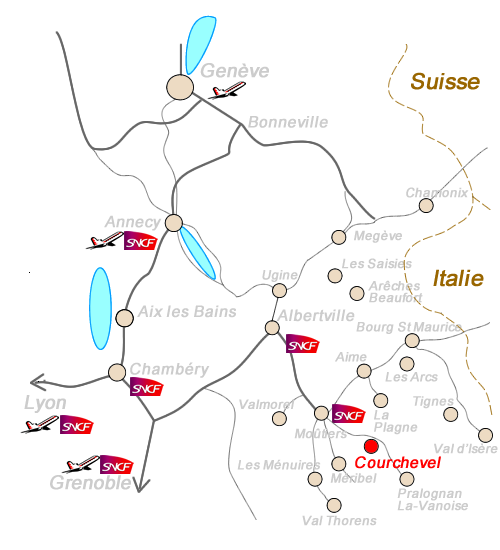 Genève
Suisse
Bonneville
Chamonix
Annecy
SNCF
Megève
Les Saisies
Ugine
Italie
Arêches
Beaufort
Aix les Bains
Albertville
Bourg St Maurice
SNCF
Aime
Chambéry
SNCF
Les Arcs
Lyon
Valmorel
SNCF
La
Plagne
Tignes
SNCF
Moûtiers
Val d'Isère
SNCF
Les Ménuires
Courchevel
Grenoble
Méribel
Pralognan
La-Vanoise
Val Thorens